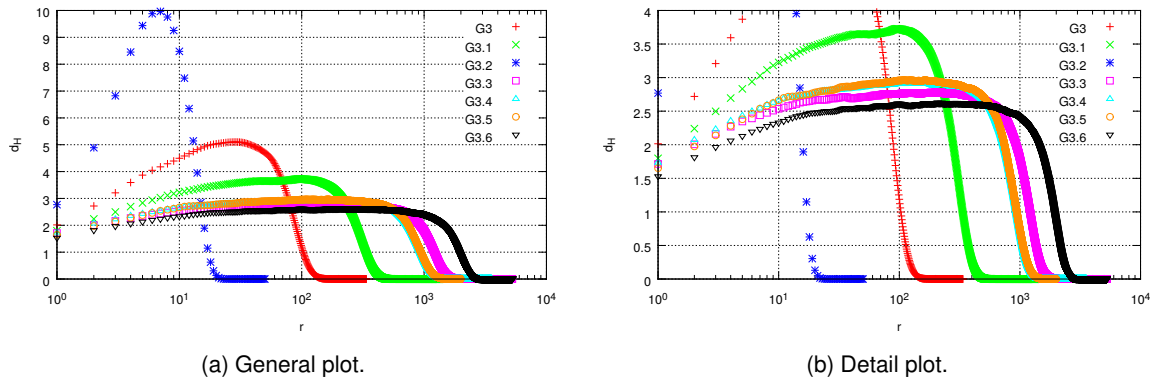 10
9
8
7
6
5
4
3
2
1
0
d_H
10^0
10^1
10^2
10^3
10^4
r
G3
G3.1
G3.2
G3.3
G3.4
G3.5
G3.6
(a) General plot.
4
3.5
3
2.5
2
1.5
1
0.5
0
d_H
10^0
10^1
10^2
10^3
10^4
r
G3
G3.1
G3.2
G3.3
G3.4
G3.5
G3.6
(b) Detail plot.